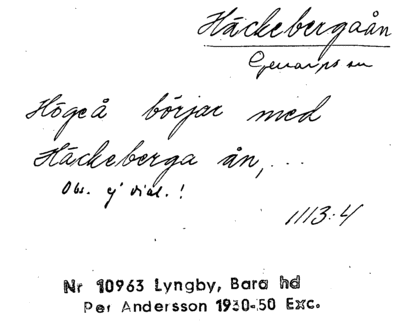 Häckebergaån
Genarps sn
Högeå börjar med
Häckeberga ån,...
Obs. ej dial.!
1113:4
Nr 10963 Lyngby, Bara hd
Per Andersson 1930-50 Exc.